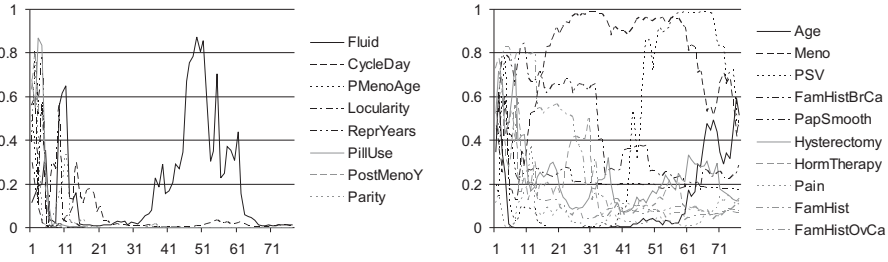 1
0.8
0.6
0.4
0.2
0
1 11 21 31 41 51 61 71
Fluid
CycleDay
PMenoAge
Locularity
ReprYears
PillUse
PostMenoY
Parity
1
0.8
0.6
0.4
0.2
0
1 11 21 31 41 51 61 71
Age
Meno
PSV
FamHistBrCa
PapSmooth
Hysterectomy
HormTherapy
Pain
FamHist
FamHistOvCa